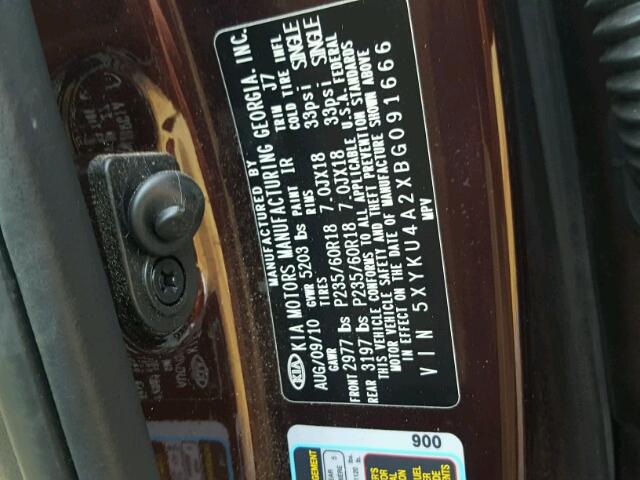 KIA
MANUFACTURED BY
KIA MOTORS MANUFACTURING GEORGIA, INC.
AUG/09/10 GVWR 5203 lbs PAINT IR TRIM J7
GAWR TIRES RIMS COLD TIRE INFL
FRONT 2977 lbs P235/60R18 7.0JX18 33psi SINGLE
REAR 3197 lbs P235/60R18 7.0JX18 33psi SINGLE
THIS VEHICLE CONFORMS TO ALL APPLICABLE U.S.A. FEDERAL
MOTOR VEHICLE SAFETY AND THEFT PREVENTION STANDARDS
IN EFFECT ON THE DATE OF MANUFACTURE SHOWN ABOVE
VIN 5XYKU4A2XBG091666
MPV
900